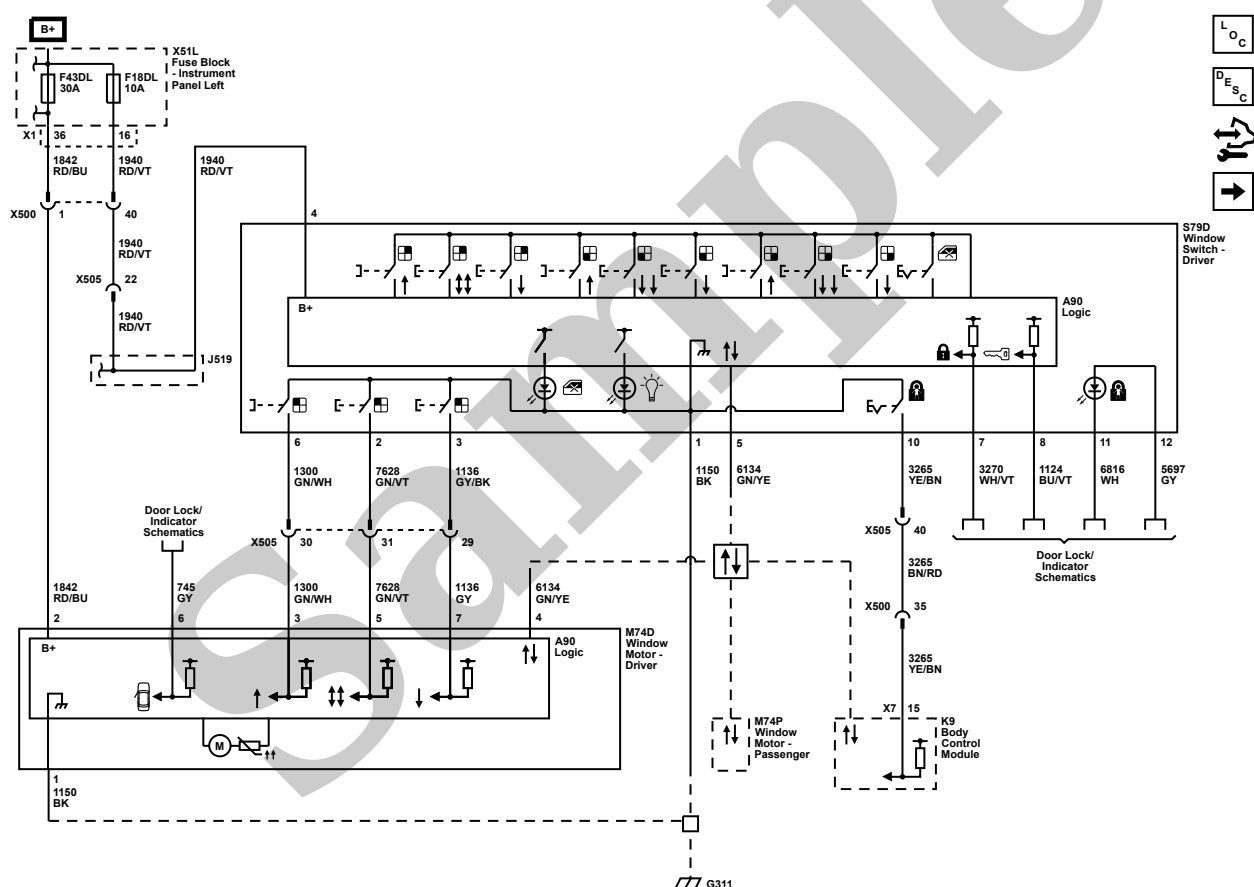 B+
X51L
Fuse Block
- Instrument
Panel Left
F43DL
30A
F18DL
10A
X1
36
16
1842
RD/BU
1940
RD/VT
1940
RD/VT
X500
1
40
1940
RD/VT
X505
22
1940
RD/VT
J519
4
S79D
Window
Switch -
Driver
B+
A90
Logic
6
2
3
1
5
10
7
8
11
12
1300
GN/WH
7628
GN/VT
1136
GY/BK
1150
BK
6134
GN/YE
3265
YE/BN
3270
WH/VT
1124
BU/VT
6816
WH
5697
GY
Door Lock/
Indicator
Schematics
X505
30
31
29
X505
40
Door Lock/
Indicator
Schematics
3265
BN/RD
X500
35
3265
YE/BN
1842
RD/BU
745
GY
1300
GN/WH
7628
GN/VT
1136
GY
6134
GN/YE
2
6
3
5
7
4
M74D
Window
Motor -
Driver
B+
A90
Logic
M
1
1150
BK
M74P
Window
Motor -
Passenger
X7
15
K9
Body
Control
Module
G311
LOC
DESC
Sample